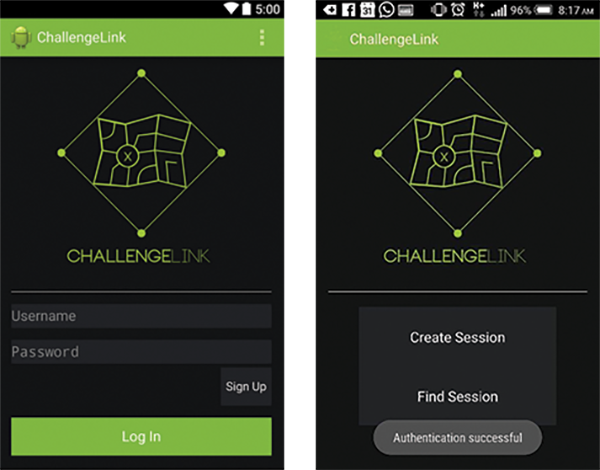 5:00
ChallengeLink
X
CHALLENGELINK
Username
Password
Sign Up
Log In
31 H+ 96% 8:17 AM
ChallengeLink
X
CHALLENGELINK
Create Session
Find Session
Authentication successful